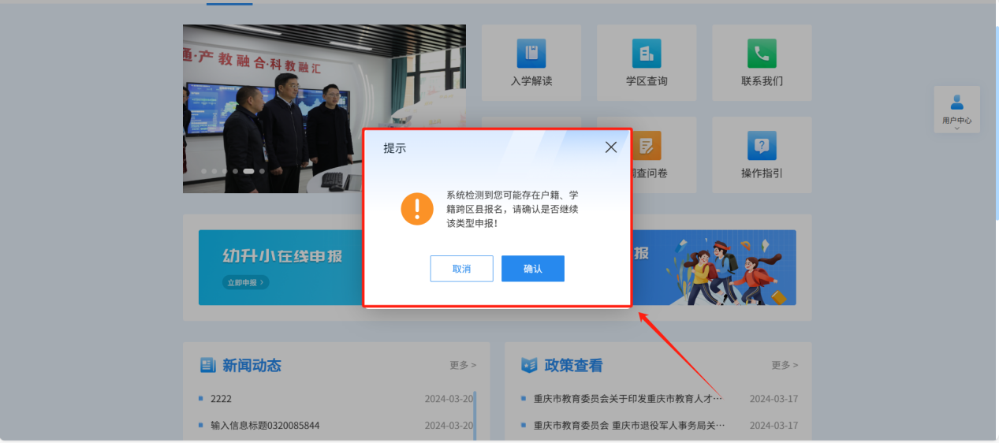 通·产教融合·科教融汇
入学解读
学区查询
联系我们
用户中心
提示
系统检测到您可能存在户籍、学
籍跨区县报名，请确认是否继续
该类型申报！
取消
确认
查问卷
操作指引
幼升小在线申报
立即申报 >
报
新闻动态
更多 >
2222
2024-03-20
输入信息标题0320085844
2024-03-20
政策查看
更多 >
重庆市教育委员会关于印发重庆市教育人才…
2024-03-17
重庆市教育委员会 重庆市退役军人事务局关…
2024-03-17